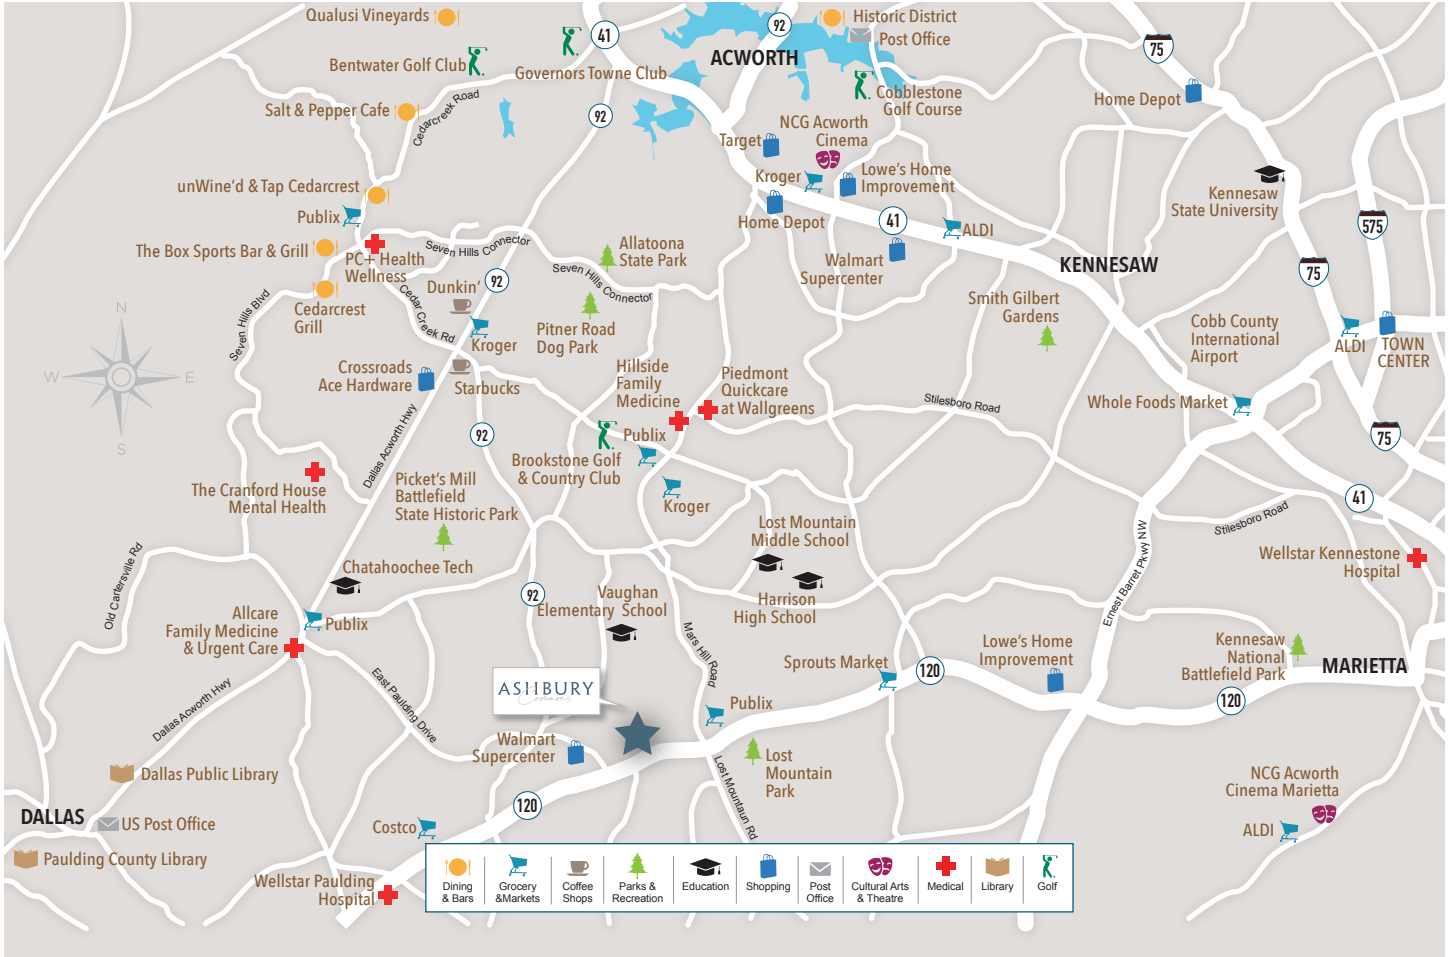 Qualusi Vineyards
Bentwater Golf Club
41
Governors Towne Club
92
ACWORTH
Historic District
Post Office
Cobblestone
Golf Course
75
Home Depot
Salt & Pepper Cafe
Cedarcreek Road
92
Target
NCG Acworth
Cinema
Kroger
Lowe's Home
Improvement
Home Depot
41
ALDI
Walmart
Supercenter
KENNESAW
Kennesaw
State University
575
75
unWine'd & Tap Cedarcrest
Publix
The Box Sports Bar & Grill
PC+ Health
Wellness
Cedarcrest
Grill
Seven Hills Connector
Allatoona
State Park
Seven Hills Connector
92
Dunkin'
Cedar Creek Rd
Kroger
Pitner Road
Dog Park
Smith Gilbert
Gardens
Cobb County
International
Airport
ALDI
TOWN
CENTER
Seven Hills Blvd
N
W
E
S
Crossroads
Ace Hardware
Starbucks
Hillside
Family
Medicine
Piedmont
Quickcare
at Wallgreens
Stilesboro Road
Whole Foods Market
75
Dallas Acworth Hwy
92
Publix
Brookstone Golf
& Country Club
Kroger
The Cranford House
Mental Health
Picket's Mill
Battlefield
State Historic Park
Lost Mountain
Middle School
41
Stilesboro Road
Wellstar Kennestone
Hospital
Ernest Barret Pkwy NW
Old Cartersville Rd
Chatahoochee Tech
92
Vaughan
Elementary School
Harrison
High School
Allcare
Family Medicine
& Urgent Care
Publix
Mars Hill Road
Sprouts Market
120
Lowe's Home
Improvement
Kennesaw
National
Battlefield Park
MARIETTA
120
Dallas Acworth Hwy
East Paulding Drive
ASHBURY
Commons
Publix
Walmart
Supercenter
Lost
Mountain
Park
Lost Mountaun Rd
Dallas Public Library
DALLAS
US Post Office
Paulding County Library
120
Costco
Wellstar Paulding
Hospital
NCG Acworth
Cinema Marietta
ALDI
Dining
& Bars
Grocery
&Markets
Coffee
Shops
Parks &
Recreation
Education
Shopping
Post
Office
Cultural Arts
& Theatre
Medical
Library
Golf